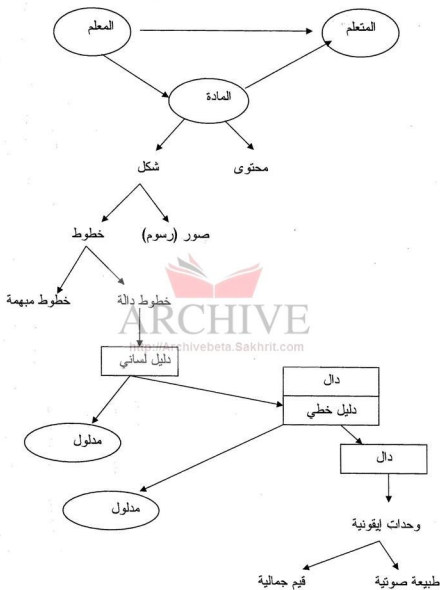 المعلم
المتعلم
المادة
شكل
محتوى
خطوط
صور (رسوم)
خطوط مبهمة
خطوط دالة
ARCHIVE
http://Archivebeta.Sakhrit.com
دليل لساني
دال
دليل خطي
مدلول
دال
مدلول
وحدات إيقونية
قيم جمالية
طبيعة صوتية